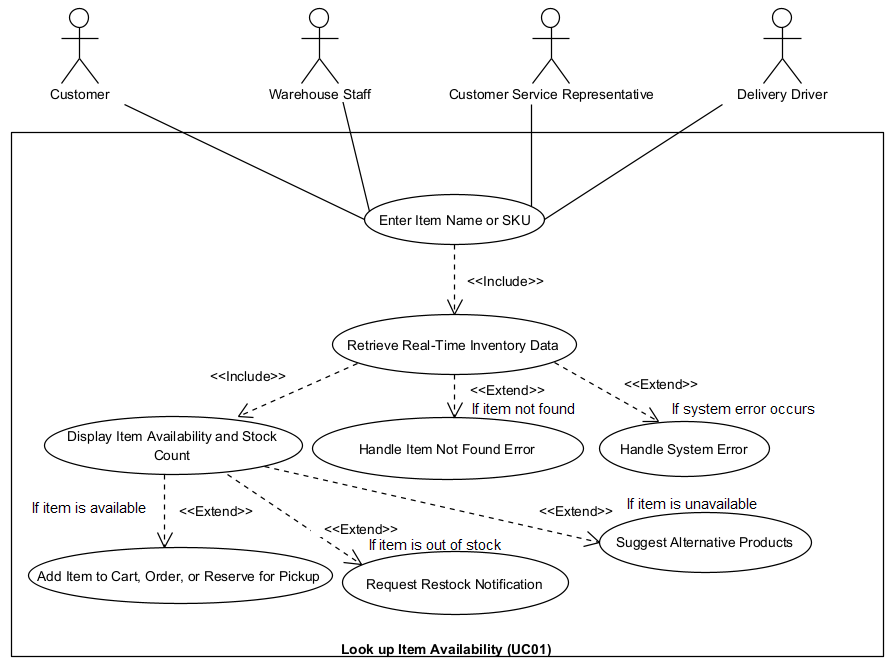 Customer
Warehouse Staff
Customer Service Representative
Delivery Driver
Enter Item Name or SKU
<<Include>>
Retrieve Real-Time Inventory Data
<<Include>>
<<Extend>>
If item not found
<<Extend>>
If system error occurs
Display Item Availability and Stock
Count
Handle Item Not Found Error
Handle System Error
If item is available
<<Extend>>
<<Extend>>
If item is out of stock
<<Extend>>
If item is unavailable
Suggest Alternative Products
Add Item to Cart, Order, or Reserve for Pickup
Request Restock Notification
Look up Item Availability (UC01)